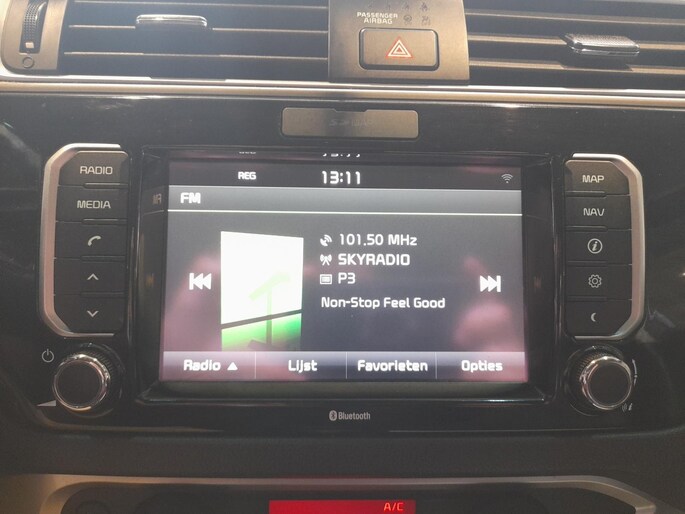 PASSENGER
AIRBAG
RADIO
MEDIA
REG
13:11
FM
101.50 MHz
SKYRADIO
P3
Non-Stop Feel Good
Radio ▲
Lijst
Favorieten
Opties
MAP
NAV
Bluetooth
A/C